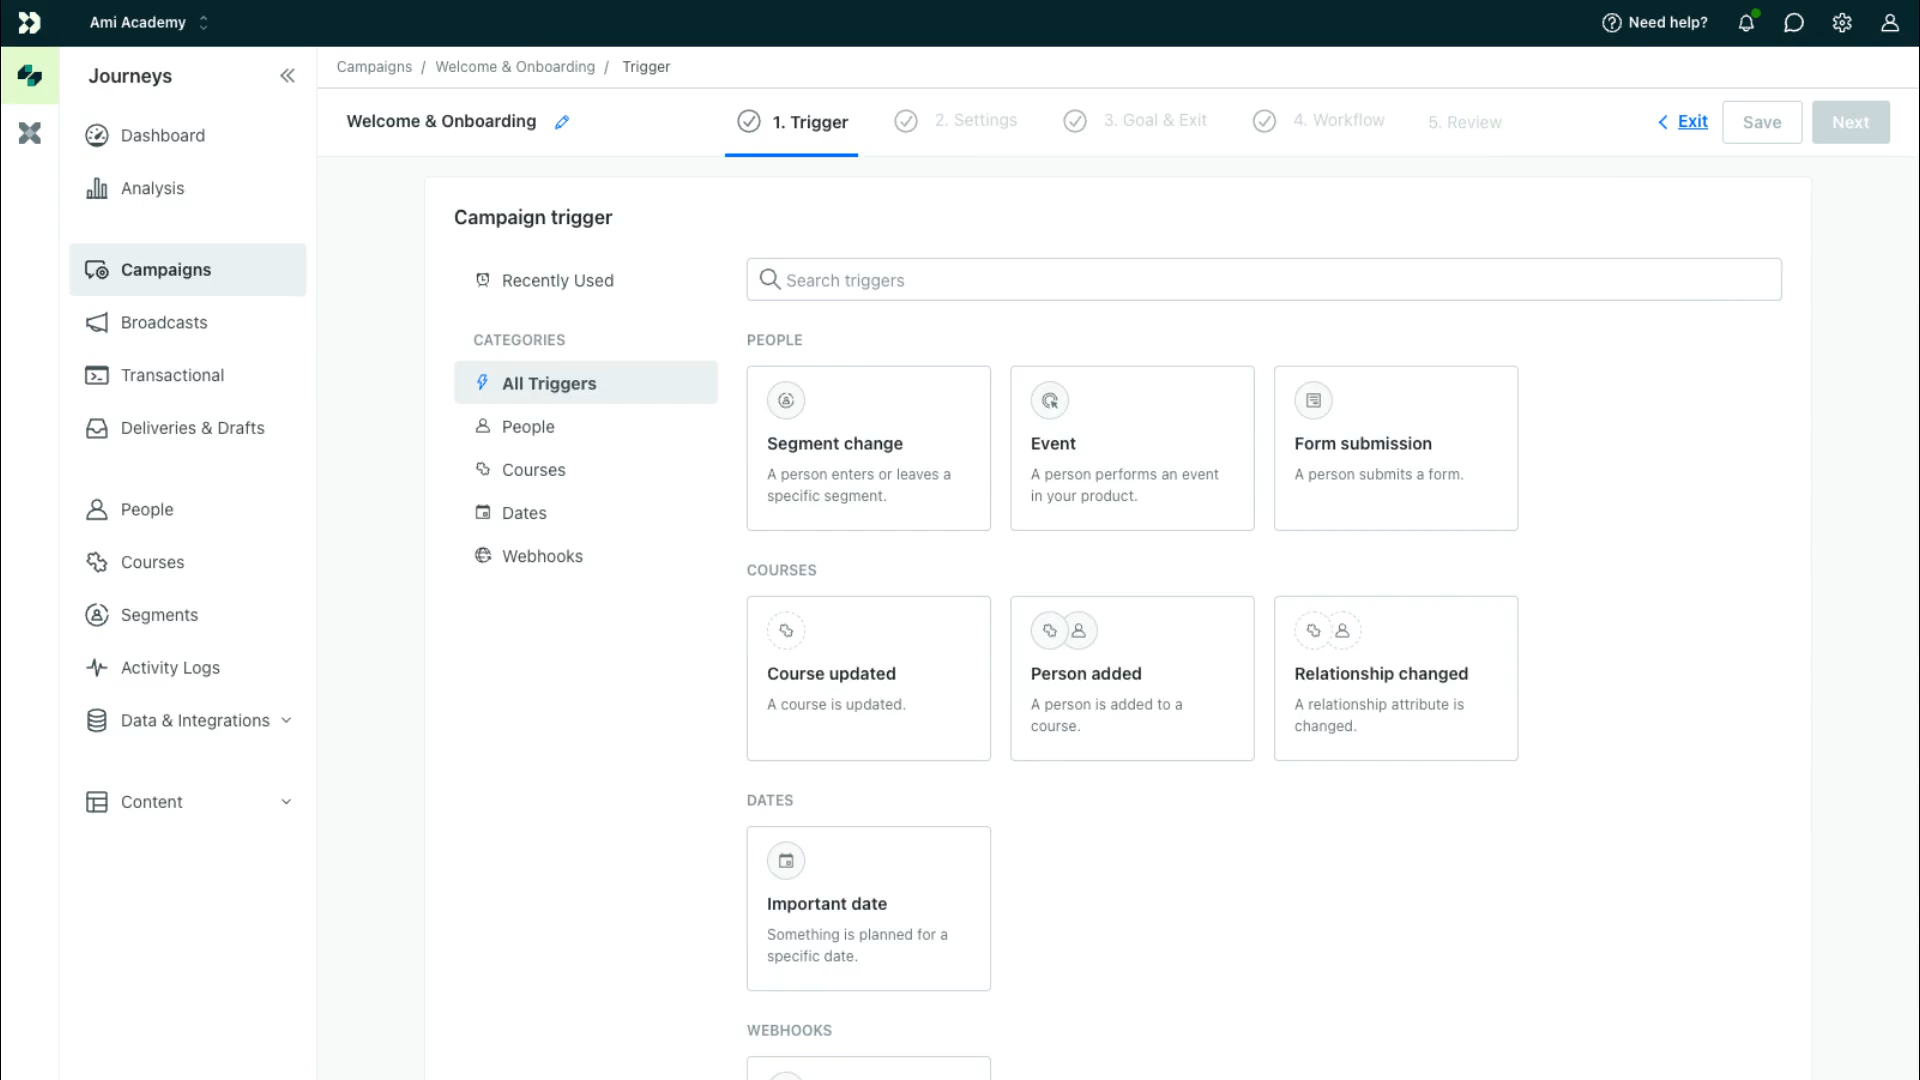 Ami Academy
Need help?
Journeys
Dashboard
Analysis
Campaigns
Broadcasts
Transactional
Deliveries & Drafts
People
Courses
Segments
Activity Logs
Data & Integrations
Content
Campaigns / Welcome & Onboarding / Trigger
Welcome & Onboarding
1. Trigger
2. Settings
3. Goal & Exit
4. Workflow
5. Review
Exit
Save
Next
Campaign trigger
Recently Used
CATEGORIES
All Triggers
People
Courses
Dates
Webhooks
Search triggers
PEOPLE
Segment change
A person enters or leaves a
specific segment.
Event
A person performs an event
in your product.
Form submission
A person submits a form.
COURSES
Course updated
A course is updated.
Person added
A person is added to a
course.
Relationship changed
A relationship attribute is
changed.
DATES
Important date
Something is planned for a
specific date.
WEBHOOKS